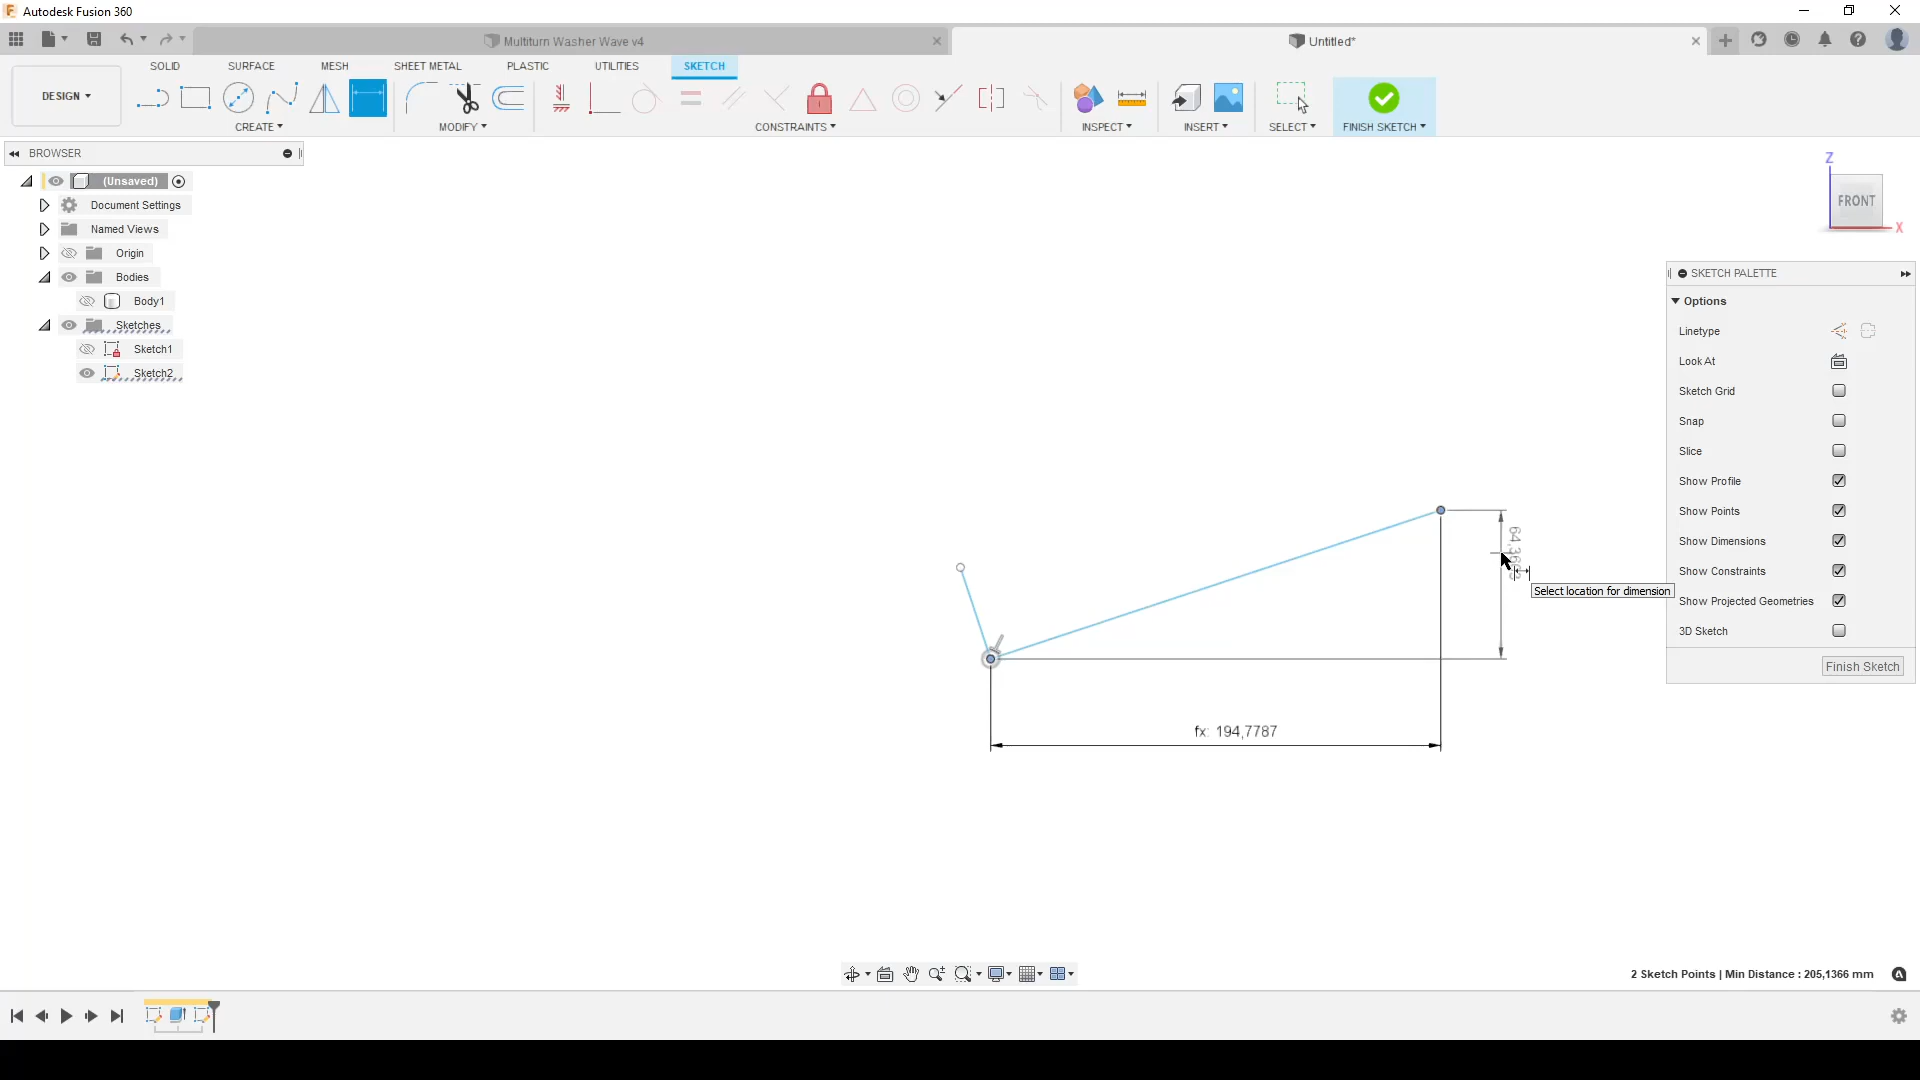 Autodesk Fusion 360
Multiturn Washer Wave v4
Untitled*
SOLID
SURFACE
MESH
SHEET METAL
PLASTIC
UTILITIES
SKETCH
DESIGN
CREATE
MODIFY
CONSTRAINTS
INSPECT
INSERT
SELECT
FINISH SKETCH
BROWSER
(Unsaved)
Document Settings
Named Views
Origin
Bodies
Body1
Sketches
Sketch1
Sketch2
Z
FRONT
X
SKETCH PALETTE
Options
Linetype
Look At
Sketch Grid
Snap
Slice
Show Profile
Show Points
Show Dimensions
Show Constraints
Show Projected Geometries
3D Sketch
Finish Sketch
Select location for dimension
fx: 194,7787
2 Sketch Points | Min Distance : 205,1366 mm